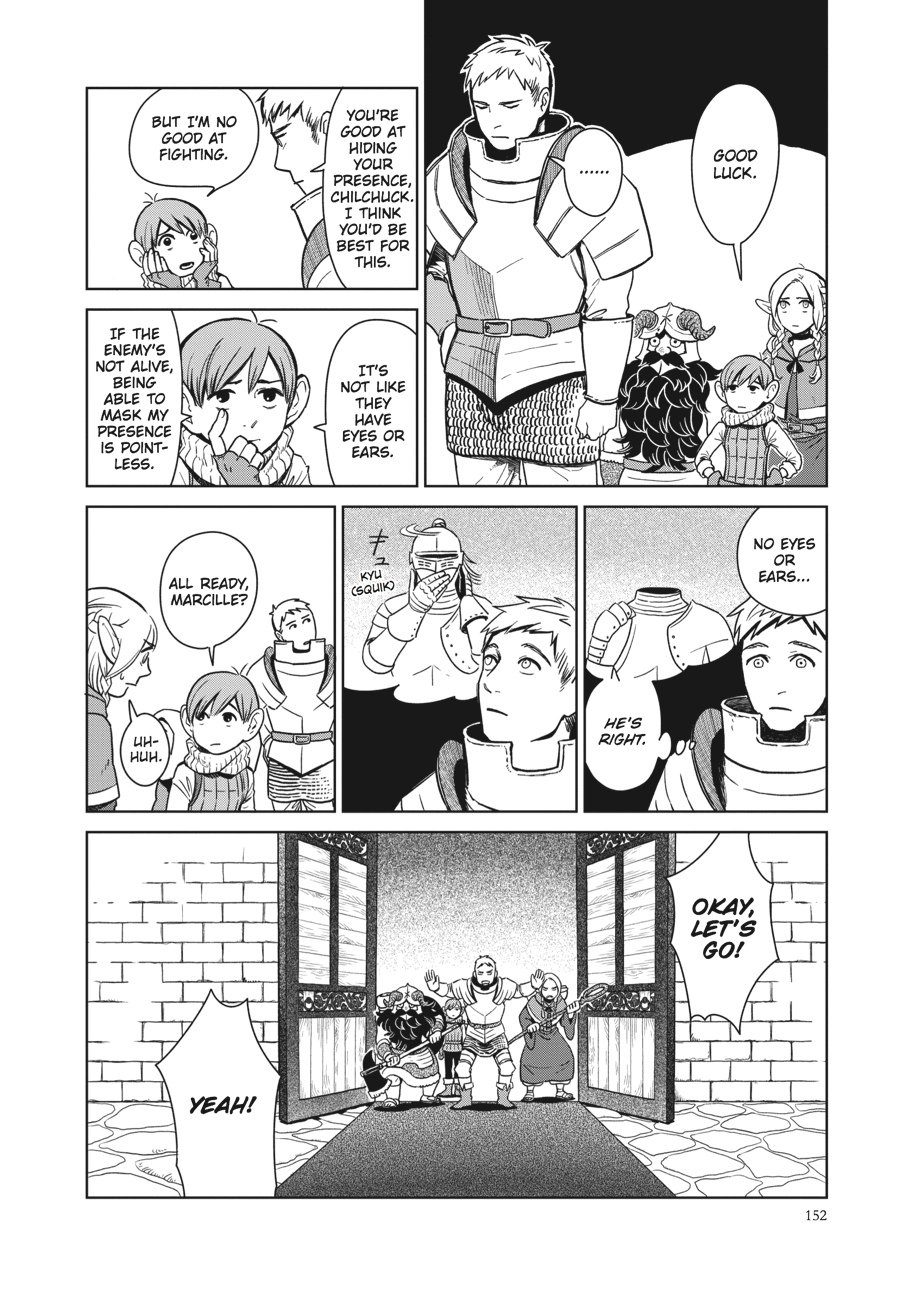 GOOD
LUCK.
......
YOU'RE
GOOD AT
HIDING
YOUR
PRESENCE,
CHILCHUCK.
I THINK
YOU'D BE
BEST FOR
THIS.
BUT I'M NO
GOOD AT
FIGHTING.
IT'S
NOT LIKE
THEY
HAVE
EYES OR
EARS.
IF THE
ENEMY'S
NOT ALIVE,
BEING
ABLE TO
MASK MY
PRESENCE
IS POINT-
LESS.
NO EYES
OR
EARS...
HE'S
RIGHT.
キュ
KYU
(SQUIK)
ALL READY,
MARCILLE?
UH-
HUH.
OKAY,
LET'S
GO!
YEAH!
152